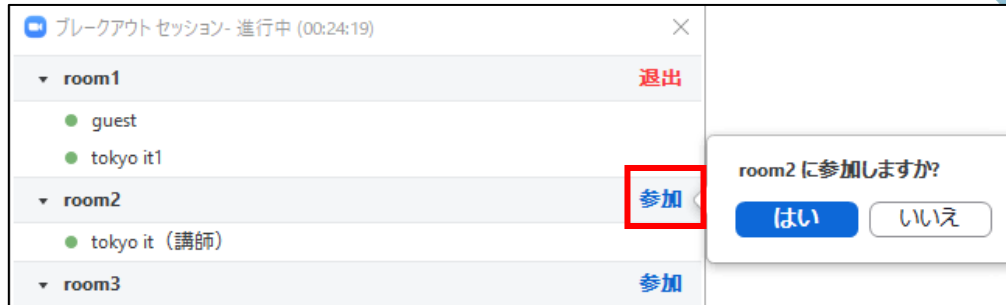 ブレークアウト セッション- 進行中 (00:24:19)
room1 退出
guest
tokyo it1
room2 参加
tokyo it（講師）
room3 参加
room2 に参加しますか?
はい いいえ